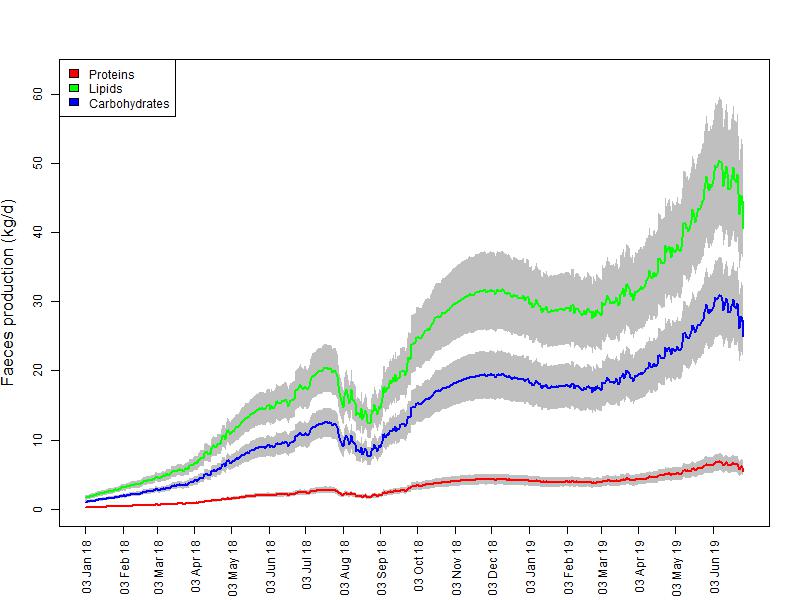 Proteins
Lipids
Carbohydrates
Faeces production (kg/d)
60
50
40
30
20
10
0
03 Jan 18
03 Feb 18
03 Mar 18
03 Apr 18
03 May 18
03 Jun 18
03 Jul 18
03 Aug 18
03 Sep 18
03 Oct 18
03 Nov 18
03 Dec 18
03 Jan 19
03 Feb 19
03 Mar 19
03 Apr 19
03 May 19
03 Jun 19